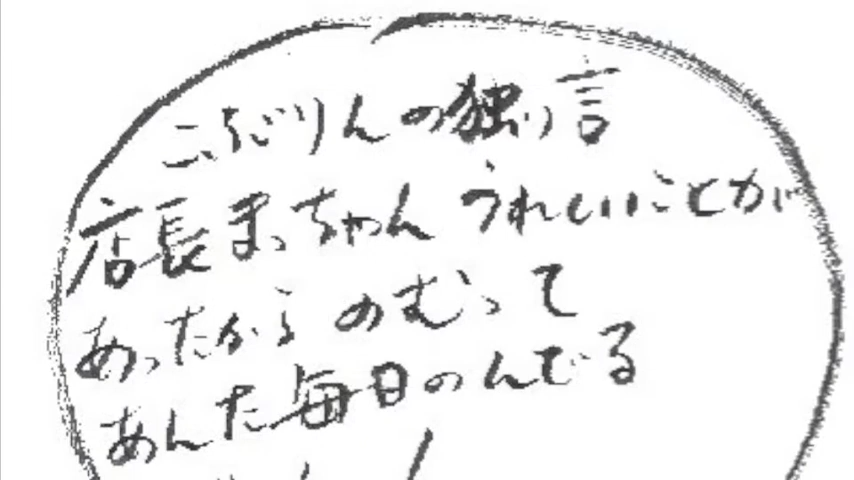 こちどりんの独り言
店長まっちゃん うれしいことが
あったから のむって
あんた毎日のんでる